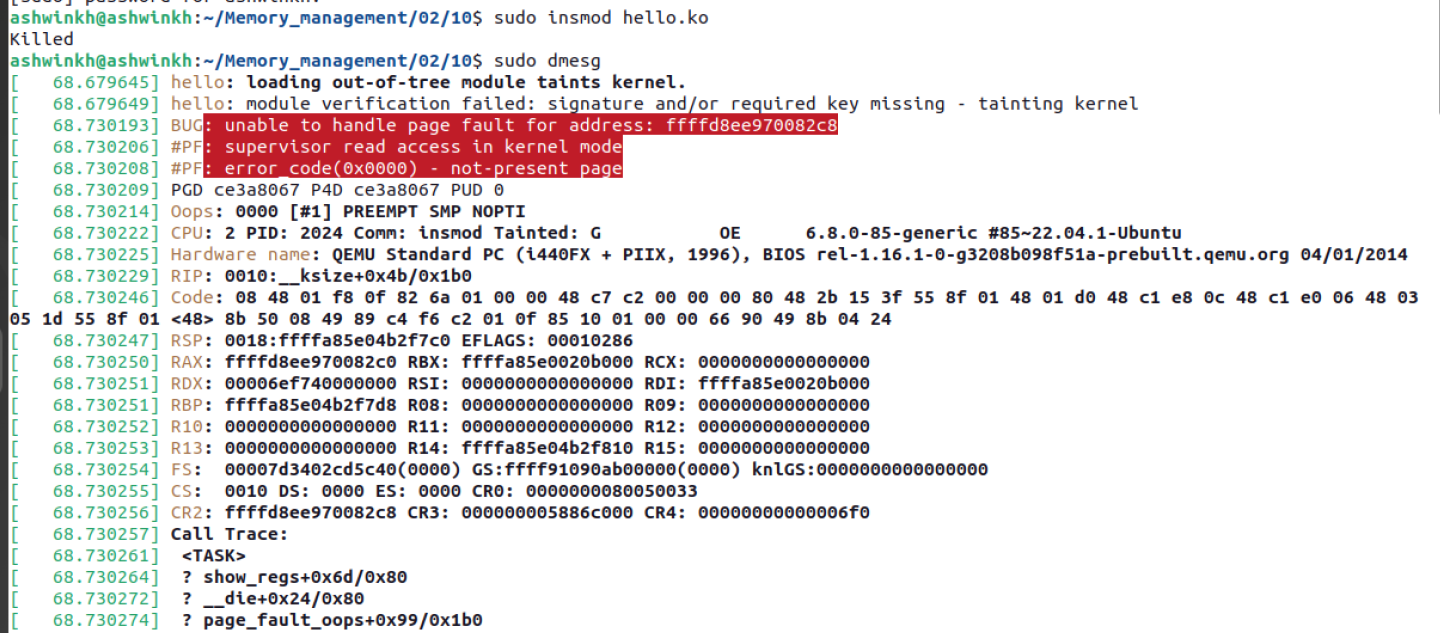 ashwinkh@ashwinkh:~/Memory_management/02/10$ sudo insmod hello.ko
Killed
ashwinkh@ashwinkh:~/Memory_management/02/10$ sudo dmesg
[   68.679645] hello: loading out-of-tree module taints kernel.
[   68.679649] hello: module verification failed: signature and/or required key missing - tainting kernel
[   68.730193] BUG: unable to handle page fault for address: ffffd8ee970082c8
[   68.730206] #PF: supervisor read access in kernel mode
[   68.730208] #PF: error_code(0x0000) - not-present page
[   68.730209] PGD ce3a8067 P4D ce3a8067 PUD 0
[   68.730214] Oops: 0000 [#1] PREEMPT SMP NOPTI
[   68.730222] CPU: 2 PID: 2024 Comm: insmod Tainted: G           OE      6.8.0-85-generic #85~22.04.1-Ubuntu
[   68.730225] Hardware name: QEMU Standard PC (i440FX + PIIX, 1996), BIOS rel-1.16.1-0-g3208b098f51a-prebuilt.qemu.org 04/01/2014
[   68.730229] RIP: 0010:__ksize+0x4b/0x1b0
[   68.730246] Code: 08 48 01 f8 0f 82 6a 01 00 00 48 c7 c2 00 00 00 80 48 2b 15 3f 55 8f 01 48 01 d0 48 c1 e8 0c 48 c1 e0 06 48 03
05 1d 55 8f 01 <48> 8b 50 08 49 89 c4 f6 c2 01 0f 85 10 01 00 00 66 90 49 8b 04 24
[   68.730247] RSP: 0018:ffffa85e04b2f7c0 EFLAGS: 00010286
[   68.730250] RAX: ffffd8ee970082c0 RBX: ffffa85e0020b000 RCX: 0000000000000000
[   68.730251] RDX: 00006ef740000000 RSI: 0000000000000000 RDI: ffffa85e0020b000
[   68.730251] RBP: ffffa85e04b2f7d8 R08: 0000000000000000 R09: 0000000000000000
[   68.730252] R10: 0000000000000000 R11: 0000000000000000 R12: 0000000000000000
[   68.730253] R13: 0000000000000000 R14: ffffa85e04b2f810 R15: 0000000000000000
[   68.730254] FS:  00007d3402cd5c40(0000) GS:ffff91090ab00000(0000) knlGS:0000000000000000
[   68.730255] CS:  0010 DS: 0000 ES: 0000 CR0: 0000000080050033
[   68.730256] CR2: ffffd8ee970082c8 CR3: 000000005886c000 CR4: 00000000000006f0
[   68.730257] Call Trace:
[   68.730261]  <TASK>
[   68.730264]  ? show_regs+0x6d/0x80
[   68.730272]  ? __die+0x24/0x80
[   68.730274]  ? page_fault_oops+0x99/0x1b0